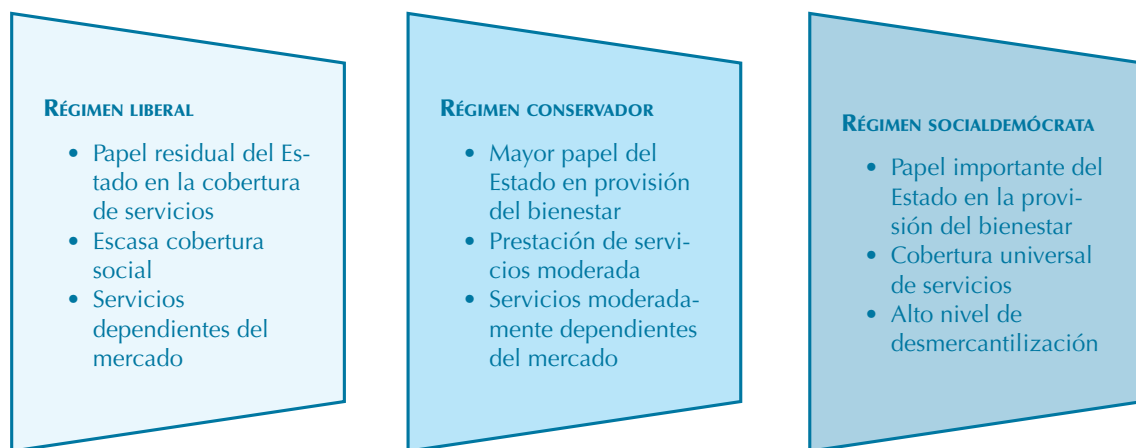 RÉGIMEN LIBERAL
• Papel residual del Es-
tado en la cobertura
de servicios
• Escasa cobertura
social
• Servicios
dependientes del
mercado
RÉGIMEN CONSERVADOR
• Mayor papel del
Estado en provisión
del bienestar
• Prestación de servi-
cios moderada
• Servicios moderada-
mente dependientes
del mercado
RÉGIMEN SOCIALDEMÓCRATA
• Papel importante del
Estado en la provi-
sión del bienestar
• Cobertura universal
de servicios
• Alto nivel de
desmercantilización